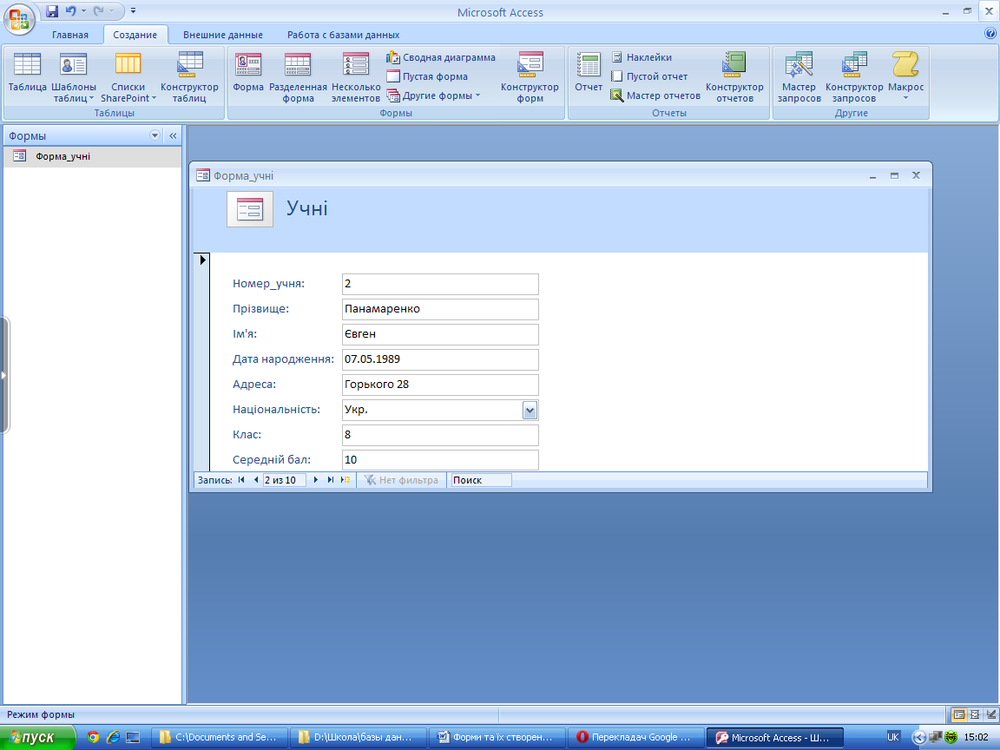 Microsoft Access
Главная Создание Внешние данные Работа с базами данных
Таблица Шаблоны таблиц Списки SharePoint Конструктор таблиц
Таблицы
Форма Разделенная форма Несколько элементов Сводная диаграмма Пустая форма Другие формы Конструктор форм
Формы
Отчет Наклейки Пустой отчет Мастер отчетов Конструктор отчетов
Отчеты
Мастер запросов Конструктор запросов Макрос
Другие
Формы
Форма_учні
Форма_учні
Учні
Номер_учня: 2
Прізвище: Панамаренко
Ім'я: Євген
Дата народження: 07.05.1989
Адреса: Горького 28
Національність: Укр.
Клас: 8
Середній бал: 10
Запись: 2 из 10 Нет фильтра Поиск
Режим формы
пуск C:\Documents and Se... D:\Школа\базы дан... Форми та їх створен... Перекладач Google ... Microsoft Access - Ш... UK 15:02